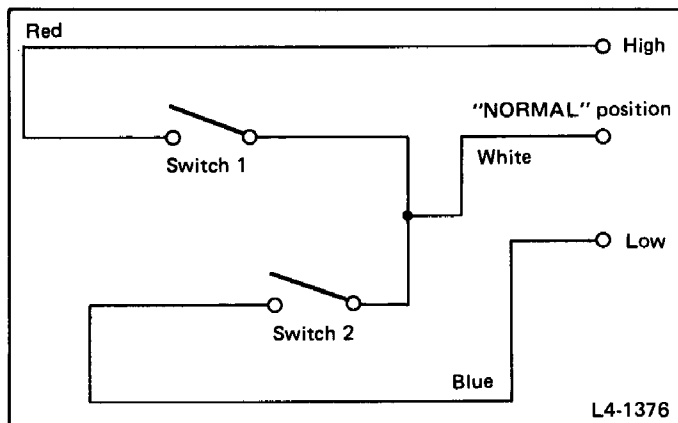 Red
High
"NORMAL" position
Switch 1
White
Low
Switch 2
Blue
L4-1376